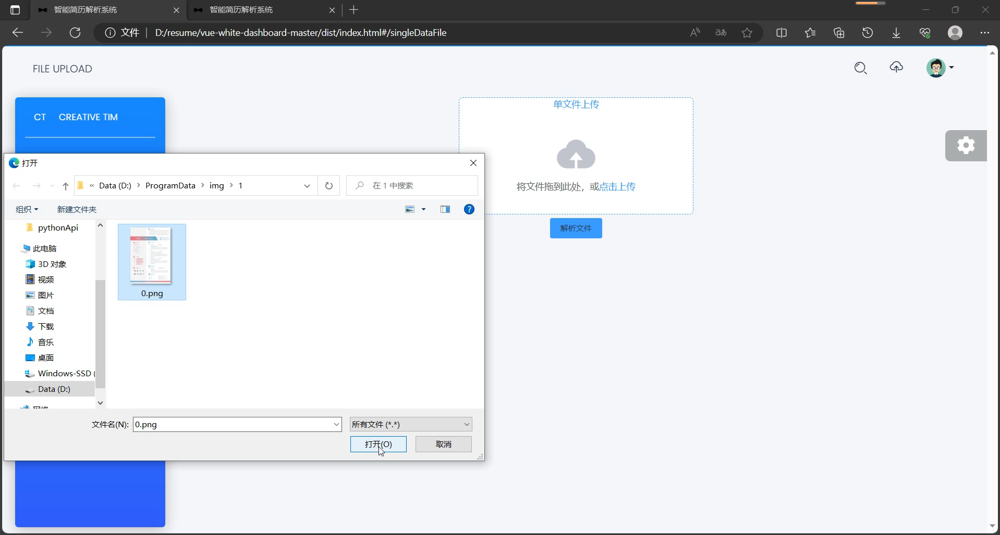 智能简历解析系统
智能简历解析系统
文件
D:/resume/vue-white-dashboard-master/dist/index.html#/singleDataFile
FILE UPLOAD
CT CREATIVE TIM
单文件上传
将文件拖到此处，或点击上传
解析文件
打开
« Data (D:) > ProgramData > img > 1
在 1 中搜索
组织
新建文件夹
pythonApi
此电脑
3D 对象
视频
图片
文档
下载
音乐
桌面
Windows-SSD (
Data (D:)
0.png
文件名(N):
0.png
所有文件 (*.*)
打开(O)
取消